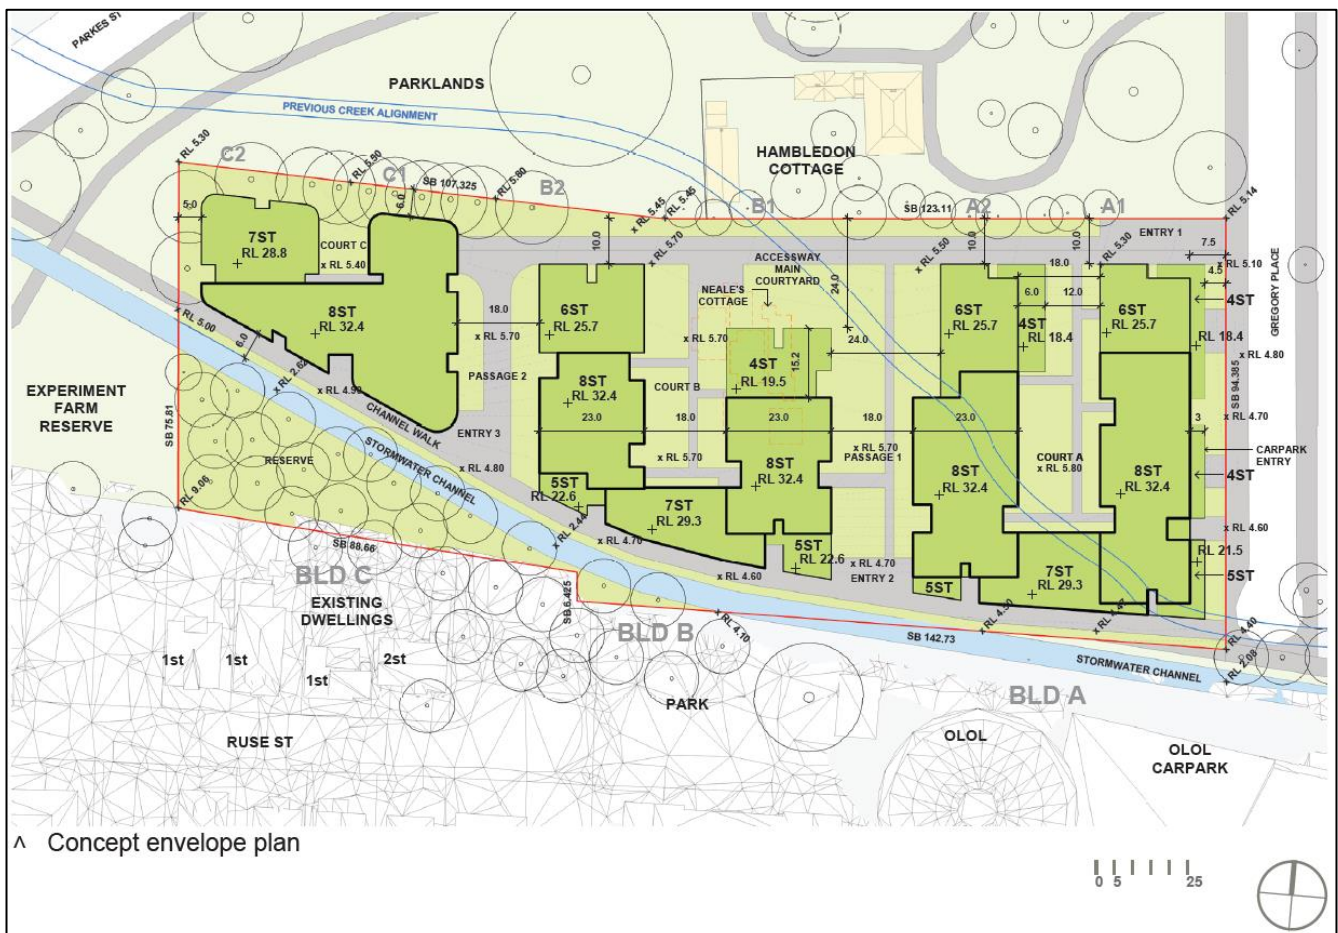 PARKES ST
PARKLANDS
PREVIOUS CREEK ALIGNMENT
HAMBLEDON
COTTAGE
x RL 5.30
C2
x RL 5.50
C1
SB 107.325
x RL 5.80
B2
x RL 5.45
x RL 5.45
B1
SB 123.11
A2
A1
x RL 5.14
5.0
6.0
10.0
x RL 5.70
ACCESSWAY
MAIN
COURTYARD
24.0
x RL 5.50
10.0
10.0
x RL 5.30
ENTRY 1
7.5
x RL 5.10
4.5
GREGORY PLACE
7ST
RL 28.8
COURT C
x RL 5.40
18.0
6.0
12.0
NEALE'S
COTTAGE
8ST
RL 32.4
18.0
x RL 5.70
6ST
RL 25.7
x RL 5.70
24.0
6ST
RL 25.7
4ST
RL 18.4
6ST
RL 25.7
4ST
RL 18.4
x RL 4.80
x RL 5.00
6.0
x RL 2.62
x RL 4.90
PASSAGE 2
8ST
RL 32.4
COURT B
4ST
RL 19.5
15.2
SB 94.385
EXPERIMENT
FARM
RESERVE
SB 75.81
CHANNEL WALK
ENTRY 3
23.0
18.0
23.0
18.0
23.0
3
x RL 4.70
STORMWATER CHANNEL
RESERVE
x RL 4.80
x RL 5.70
x RL 5.70
PASSAGE 1
COURT A
x RL 5.80
CARPARK
ENTRY
8ST
RL 32.4
8ST
RL 32.4
8ST
RL 32.4
4ST
x RL 9.06
5ST
RL 22.6
7ST
RL 29.3
x RL 4.60
x RL 2.44
x RL 4.70
SB 88.66
5ST
RL 22.6
x RL 4.70
ENTRY 2
x RL 4.60
RL 21.5
5ST
5ST
7ST
RL 29.3
BLD C
EXISTING
DWELLINGS
SB 6.425
BLD B
x RL 4.10
x RL 4.50
x RL 4.40
SB 142.73
STORMWATER CHANNEL
x RL 2.08
1st
1st
1st
2st
PARK
BLD A
RUSE ST
OLOL
OLOL
CARPARK
^ Concept envelope plan
0 5 25